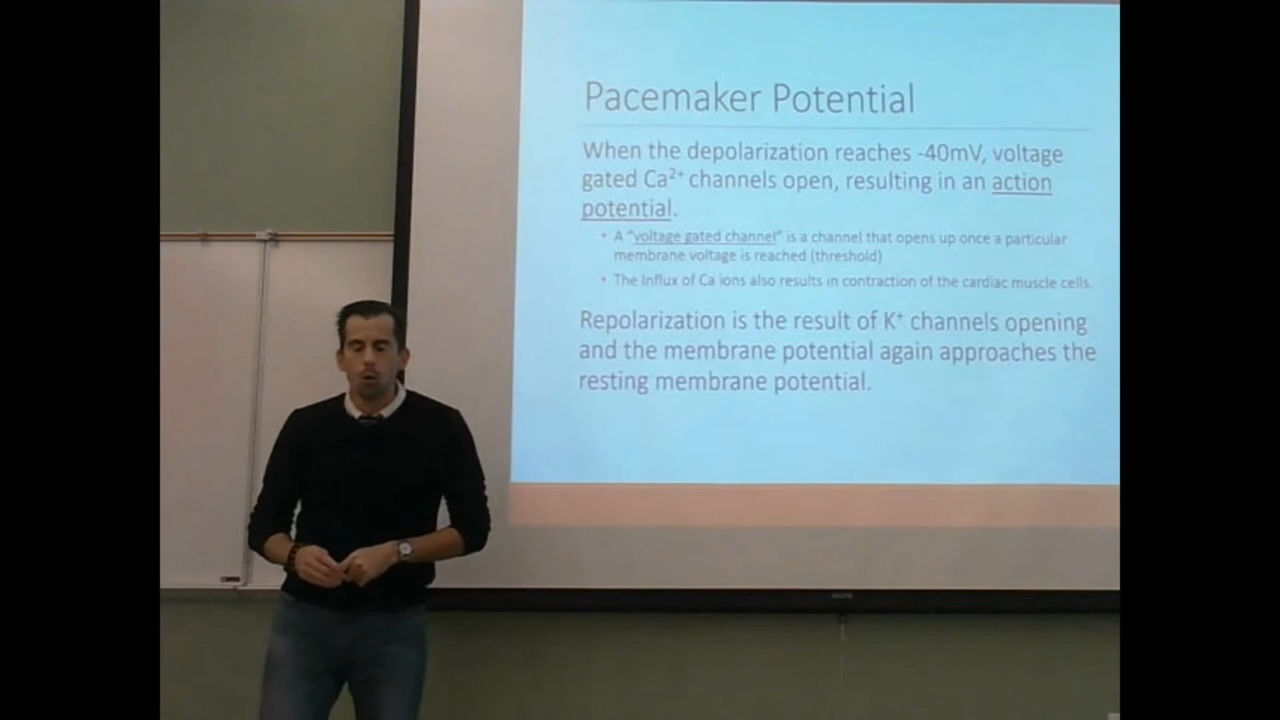 Pacemaker Potential
When the depolarization reaches -40mV, voltage
gated Ca²⁺ channels open, resulting in an action
potential.
• A "voltage gated channel" is a channel that opens up once a particular
membrane voltage is reached (threshold)
• The Influx of Ca ions also results in contraction of the cardiac muscle cells.
Repolarization is the result of K⁺ channels opening
and the membrane potential again approaches the
resting membrane potential.